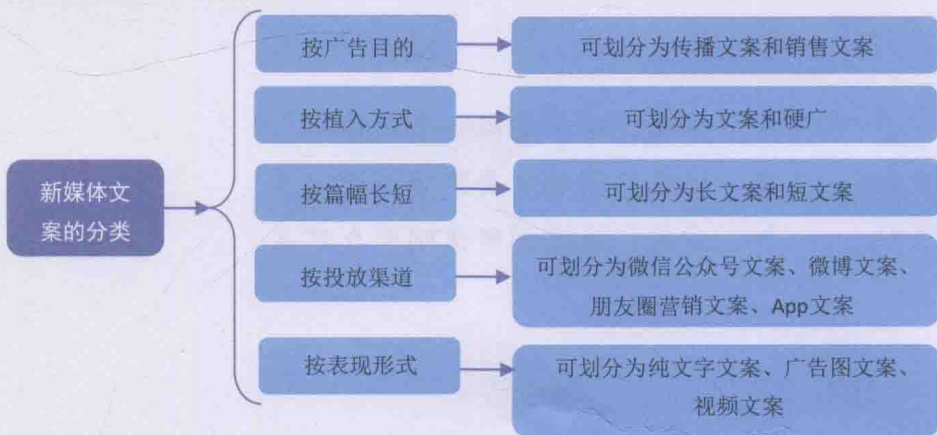 新媒体文
案的分类
按广告目的
可划分为传播文案和销售文案
按植入方式
可划分为文案和硬广
按篇幅长短
可划分为长文案和短文案
按投放渠道
可划分为微信公众号文案、微博文案、
朋友圈营销文案、App文案
按表现形式
可划分为纯文字文案、广告图文案、
视频文案